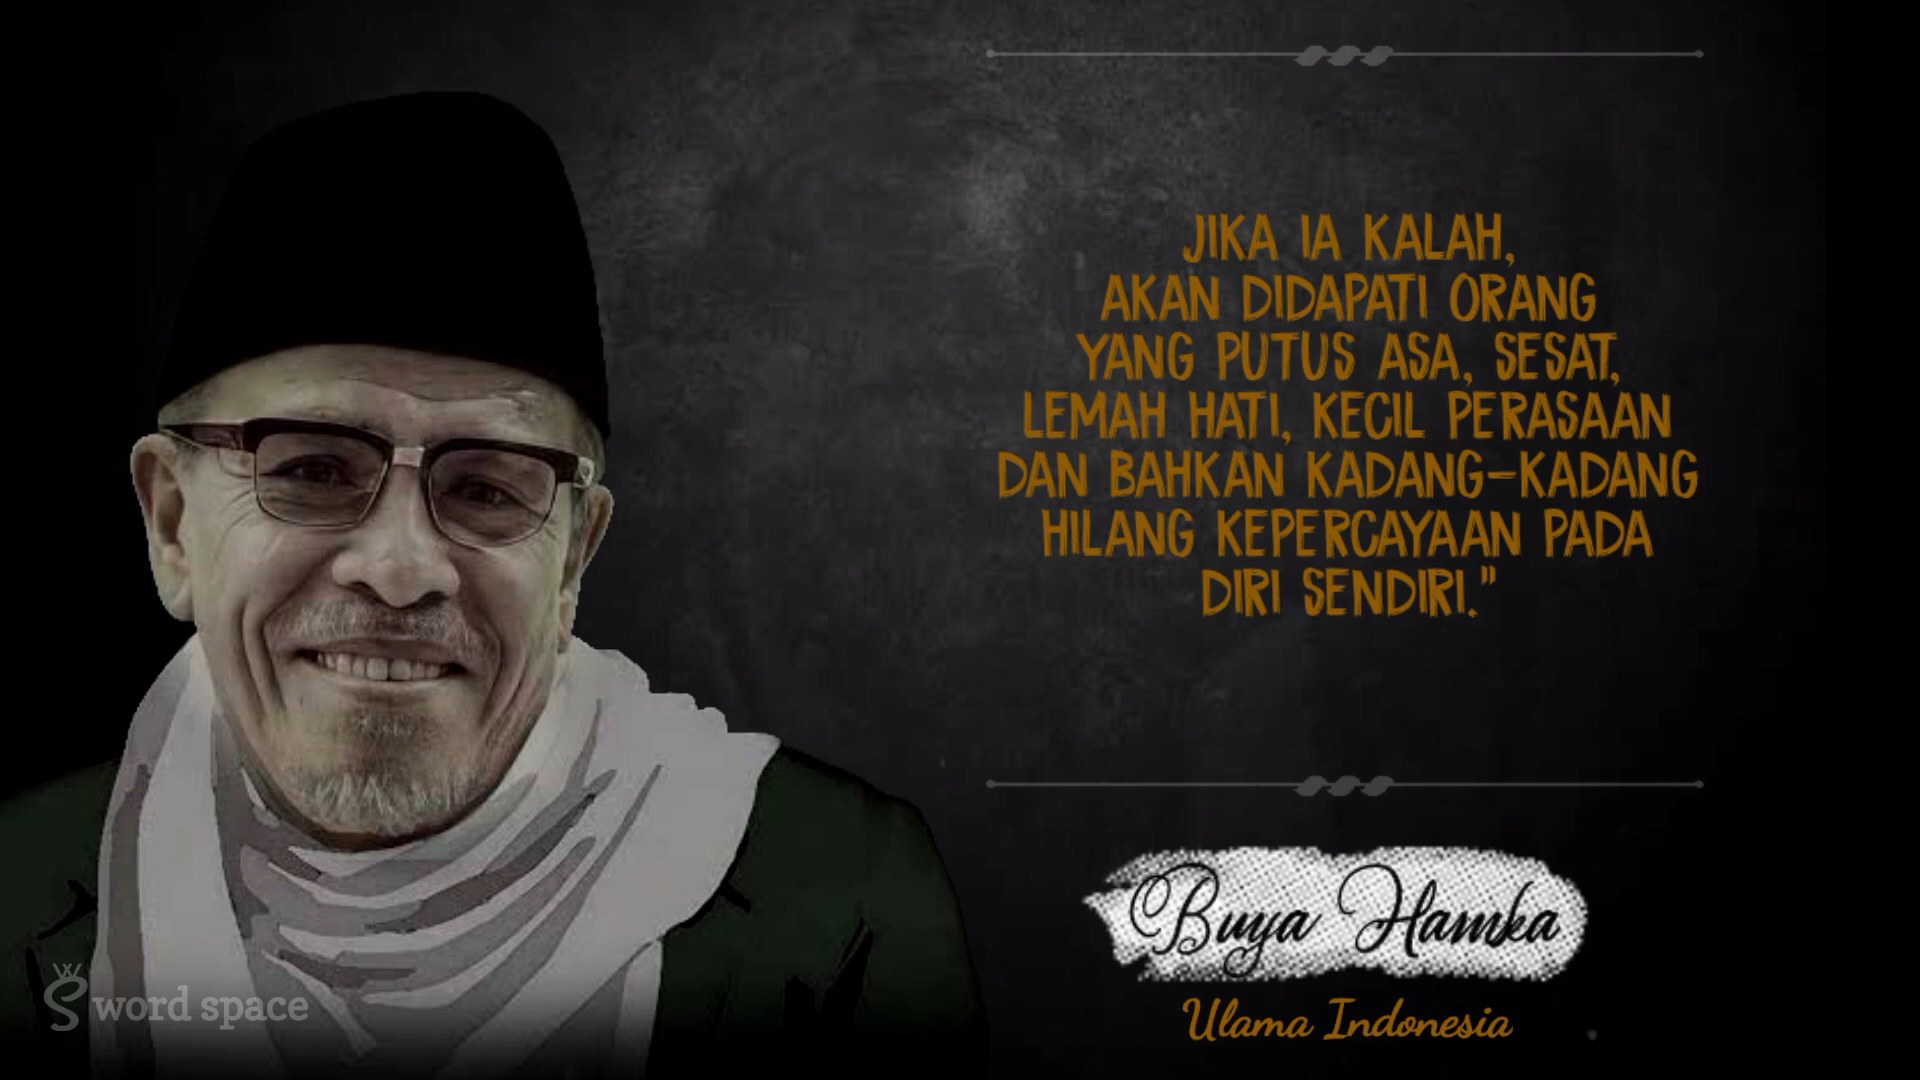 JIKA IA KALAH,
AKAN DIDAPATI ORANG
YANG PUTUS ASA, SESAT,
LEMAH HATI, KECIL PERASAAN
DAN BAHKAN KADANG-KADANG
HILANG KEPERCAYAAN PADA
DIRI SENDIRI."
Buya Hamka
Ulama Indonesia
word space